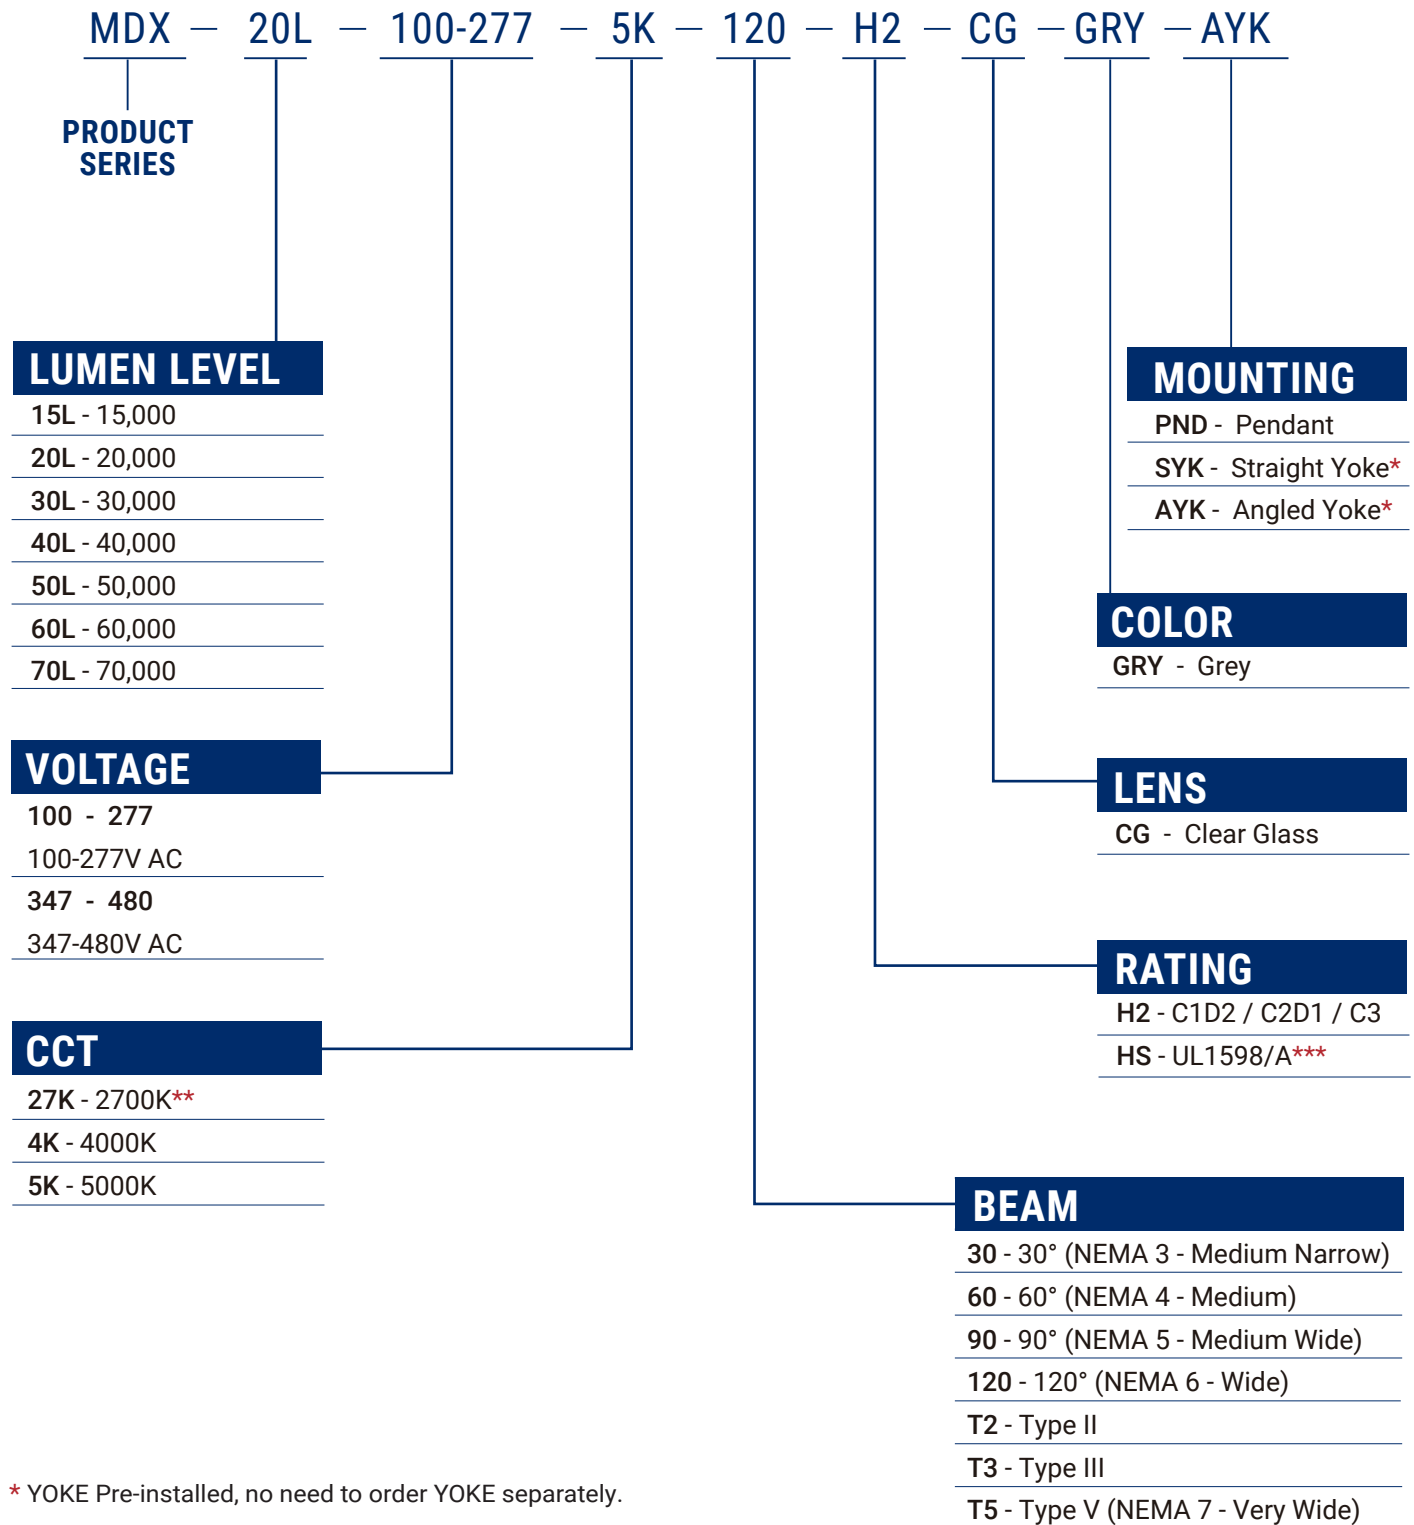 MDX — 20L — 100-277 — 5K — 120 — H2 — CG — GRY — AYK
PRODUCT
SERIES
LUMEN LEVEL
15L - 15,000
20L - 20,000
30L - 30,000
40L - 40,000
50L - 50,000
60L - 60,000
70L - 70,000
VOLTAGE
100 - 277
100-277V AC
347 - 480
347-480V AC
CCT
27K - 2700K**
4K - 4000K
5K - 5000K
MOUNTING
PND - Pendant
SYK - Straight Yoke*
AYK - Angled Yoke*
COLOR
GRY - Grey
LENS
CG - Clear Glass
RATING
H2 - C1D2 / C2D1 / C3
HS - UL1598/A***
BEAM
30 - 30° (NEMA 3 - Medium Narrow)
60 - 60° (NEMA 4 - Medium)
90 - 90° (NEMA 5 - Medium Wide)
120 - 120° (NEMA 6 - Wide)
T2 - Type II
T3 - Type III
T5 - Type V (NEMA 7 - Very Wide)
* YOKE Pre-installed, no need to order YOKE separately.